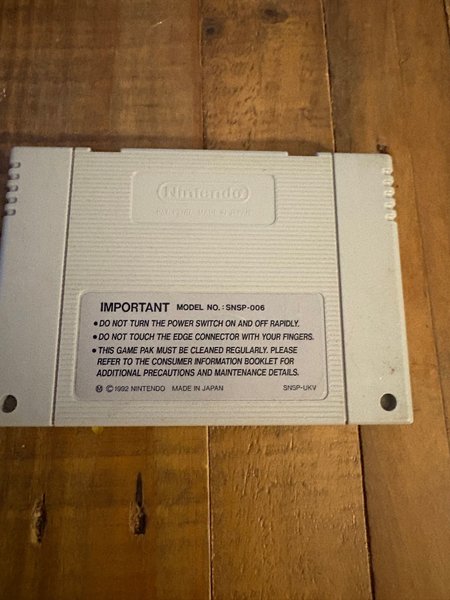 Nintendo
IMPORTANT MODEL NO.: SNSP-006
• DO NOT TURN THE POWER SWITCH ON AND OFF RAPIDLY.
• DO NOT TOUCH THE EDGE CONNECTOR WITH YOUR FINGERS.
• THIS GAME PAK MUST BE CLEANED REGULARLY. PLEASE
REFER TO THE CONSUMER INFORMATION BOOKLET FOR
ADDITIONAL PRECAUTIONS AND MAINTENANCE DETAILS.
Ⓜ ©1992 NINTENDO MADE IN JAPAN SNSP-UKV